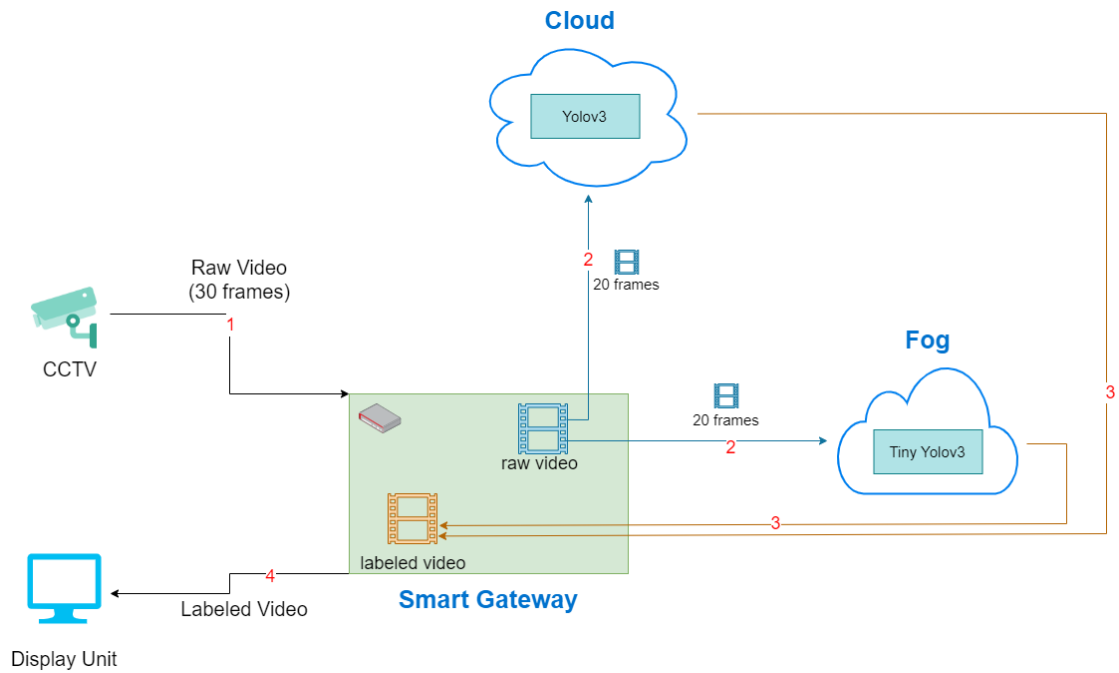 Cloud
Yolov3
2
20 frames
Raw Video
(30 frames)
1
CCTV
Fog
3
20 frames
2
Tiny Yolov3
raw video
3
labeled video
4
Labeled Video
Smart Gateway
Display Unit